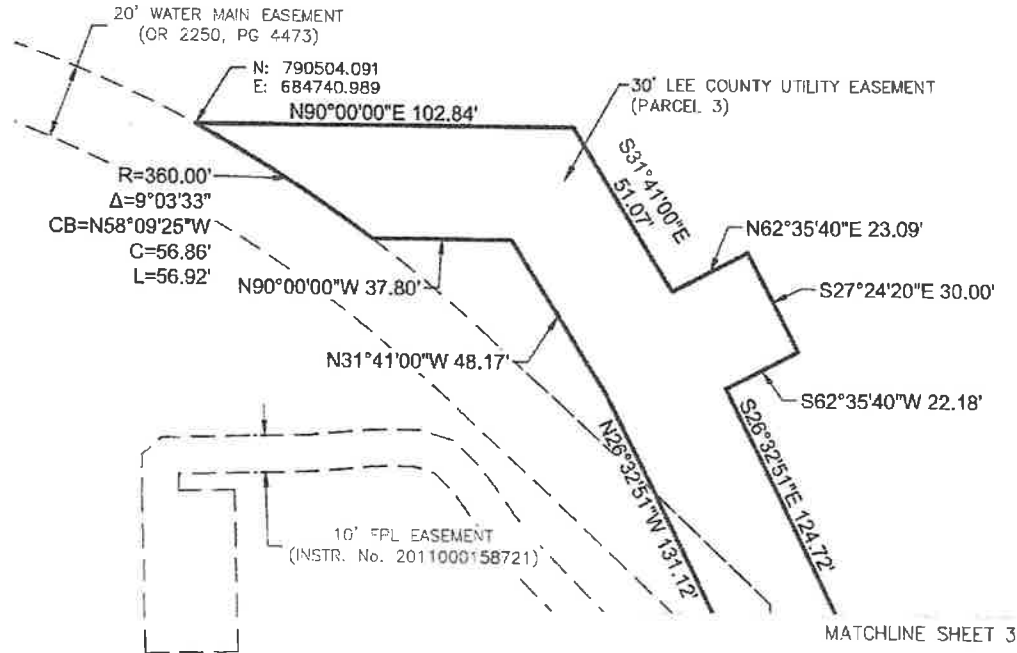 20' WATER MAIN EASEMENT
(OR 2250, PG 4473)
N: 790504.091
E: 684740.989
N90°00'00"E 102.84'
30' LEE COUNTY UTILITY EASEMENT
(PARCEL 3)
S31°41'00"E
51.07'
R=360.00'
Δ=9°03'33"
CB=N58°09'25"W
C=56.86'
L=56.92'
N62°35'40"E 23.09'
N90°00'00"W 37.80'
S27°24'20"E 30.00'
N31°41'00"W 48.17'
S62°35'40"W 22.18'
N26°32'51"W 131.12'
S26°32'51"E 124.72'
10' FPL EASEMENT
(INSTR. No. 2011000158721)
MATCHLINE SHEET 3